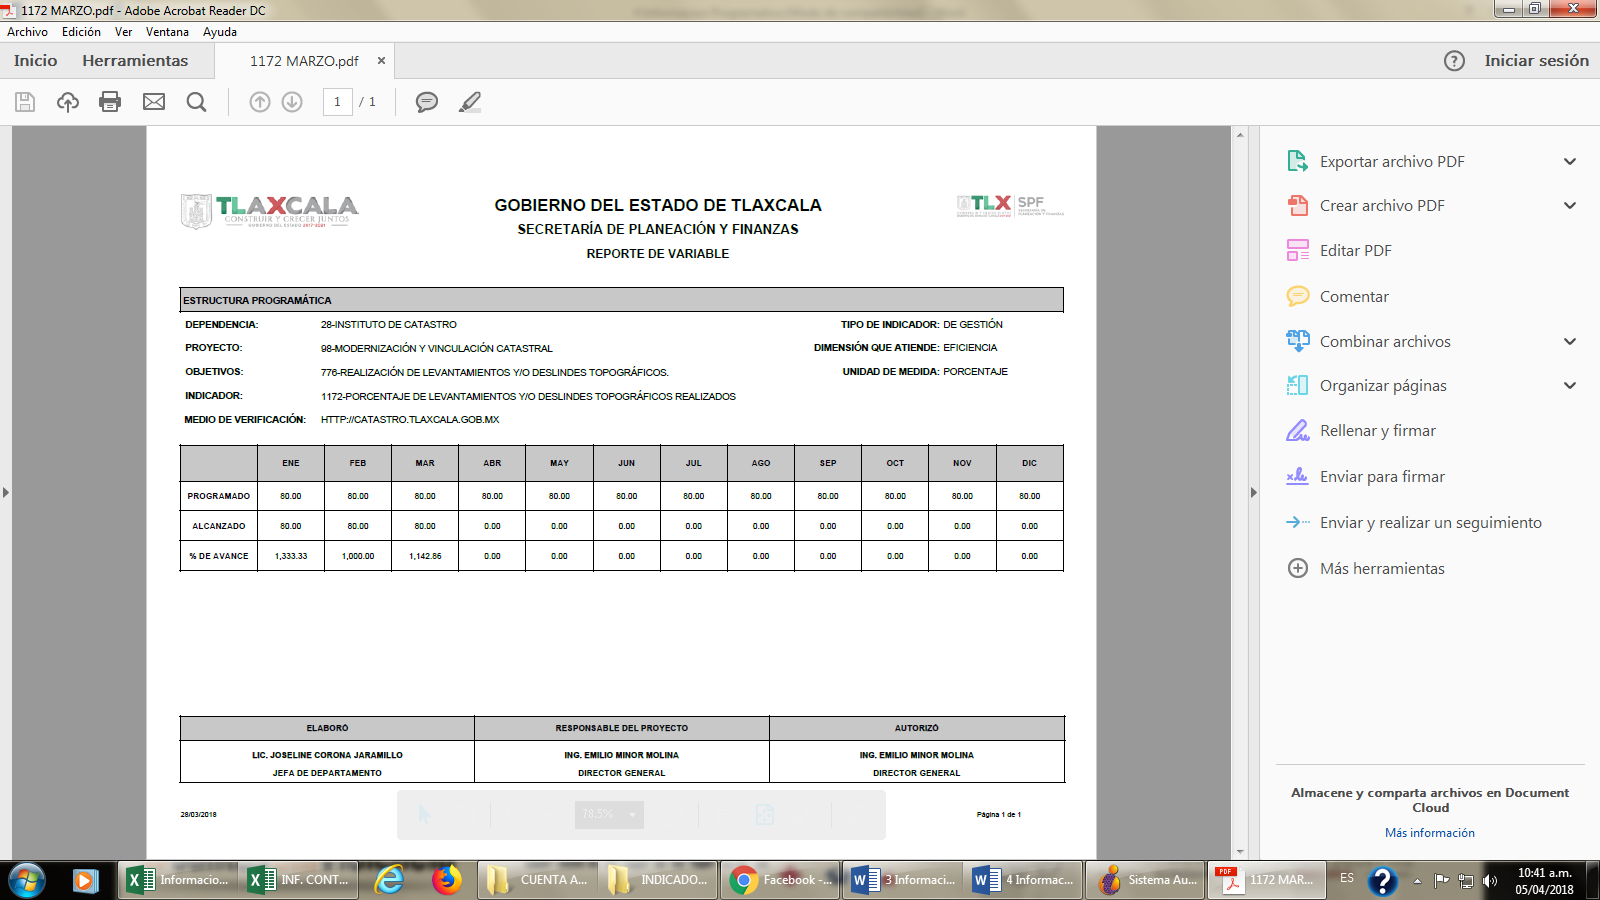 1172 MARZO.pdf - Adobe Acrobat Reader DC
Archivo Edición Ver Ventana Ayuda
Inicio Herramientas 1172 MARZO.pdf × Iniciar sesión
1 / 1
TLAXCALA
CONSTRUIR Y CRECER JUNTOS
GOBIERNO DEL ESTADO DE TLAXCALA
TLX SPF
SECRETARÍA DE PLANEACIÓN Y FINANZAS
REPORTE DE VARIABLE
ESTRUCTURA PROGRAMÁTICA
DEPENDENCIA: 28-INSTITUTO DE CATASTRO TIPO DE INDICADOR: DE GESTIÓN
PROYECTO: 98-MODERNIZACIÓN Y VINCULACIÓN CATASTRAL DIMENSIÓN QUE ATIENDE: EFICIENCIA
OBJETIVOS: 776-REALIZACIÓN DE LEVANTAMIENTOS Y/O DESLINDES TOPOGRÁFICOS. UNIDAD DE MEDIDA: PORCENTAJE
INDICADOR: 1172-PORCENTAJE DE LEVANTAMIENTOS Y/O DESLINDES TOPOGRÁFICOS REALIZADOS
MEDIO DE VERIFICACIÓN: HTTP://CATASTRO.TLAXCALA.GOB.MX
ENE FEB MAR ABR MAY JUN JUL AGO SEP OCT NOV DIC
PROGRAMADO 80.00 80.00 80.00 80.00 80.00 80.00 80.00 80.00 80.00 80.00 80.00 80.00
ALCANZADO 80.00 80.00 80.00 0.00 0.00 0.00 0.00 0.00 0.00 0.00 0.00 0.00
% DE AVANCE 1,333.33 1,000.00 1,142.86 0.00 0.00 0.00 0.00 0.00 0.00 0.00 0.00 0.00
ELABORÓ RESPONSABLE DEL PROYECTO AUTORIZÓ
LIC. JOSELINE CORONA JARAMILLO ING. EMILIO MINOR MOLINA ING. EMILIO MINOR MOLINA
JEFA DE DEPARTAMENTO DIRECTOR GENERAL DIRECTOR GENERAL
78.5%
28/03/2018 Página 1 de 1
Exportar archivo PDF
Crear archivo PDF
Editar PDF
Comentar
Combinar archivos
Organizar páginas
Rellenar y firmar
Enviar para firmar
Enviar y realizar un seguimiento
Más herramientas
Almacene y comparta archivos en Document
Cloud
Más información
Informacio... INF. CONT... CUENTA A... INDICADO... Facebook -... 3 Informaci... 4 Informac... Sistema Au... 1172 MAR... ES 10:41 a.m.
05/04/2018